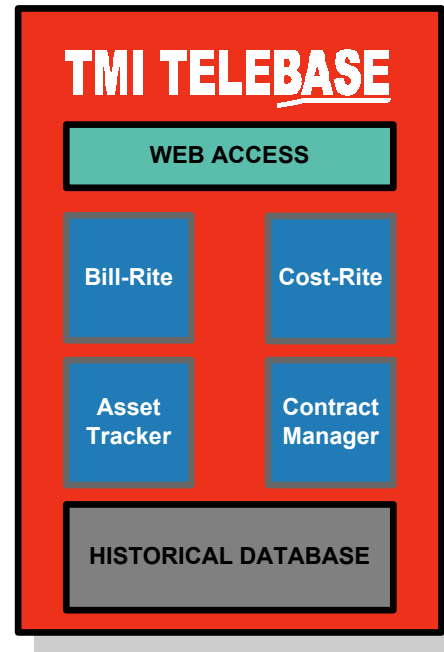 TMI TELEBASE
WEB ACCESS
Bill-Rite
Cost-Rite
Asset
Tracker
Contract
Manager
HISTORICAL DATABASE